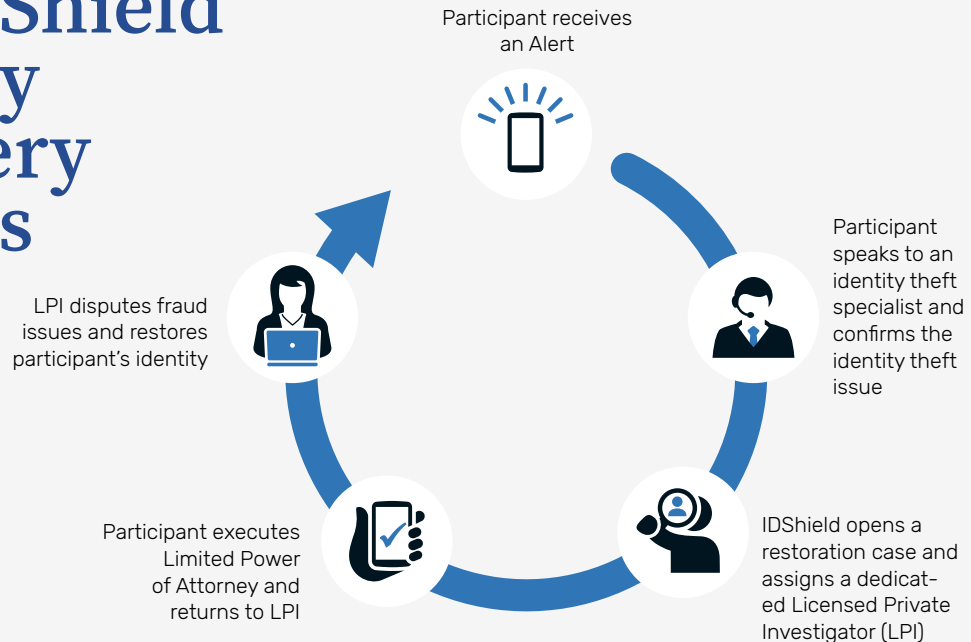 Shield
y
ery
s
Participant receives
an Alert
Participant
speaks to an
identity theft
specialist and
confirms the
identity theft
issue
IDShield opens a
restoration case and
assigns a dedicat-
ed Licensed Private
Investigator (LPI)
Participant executes
Limited Power
of Attorney and
returns to LPI
LPI disputes fraud
issues and restores
participant’s identity